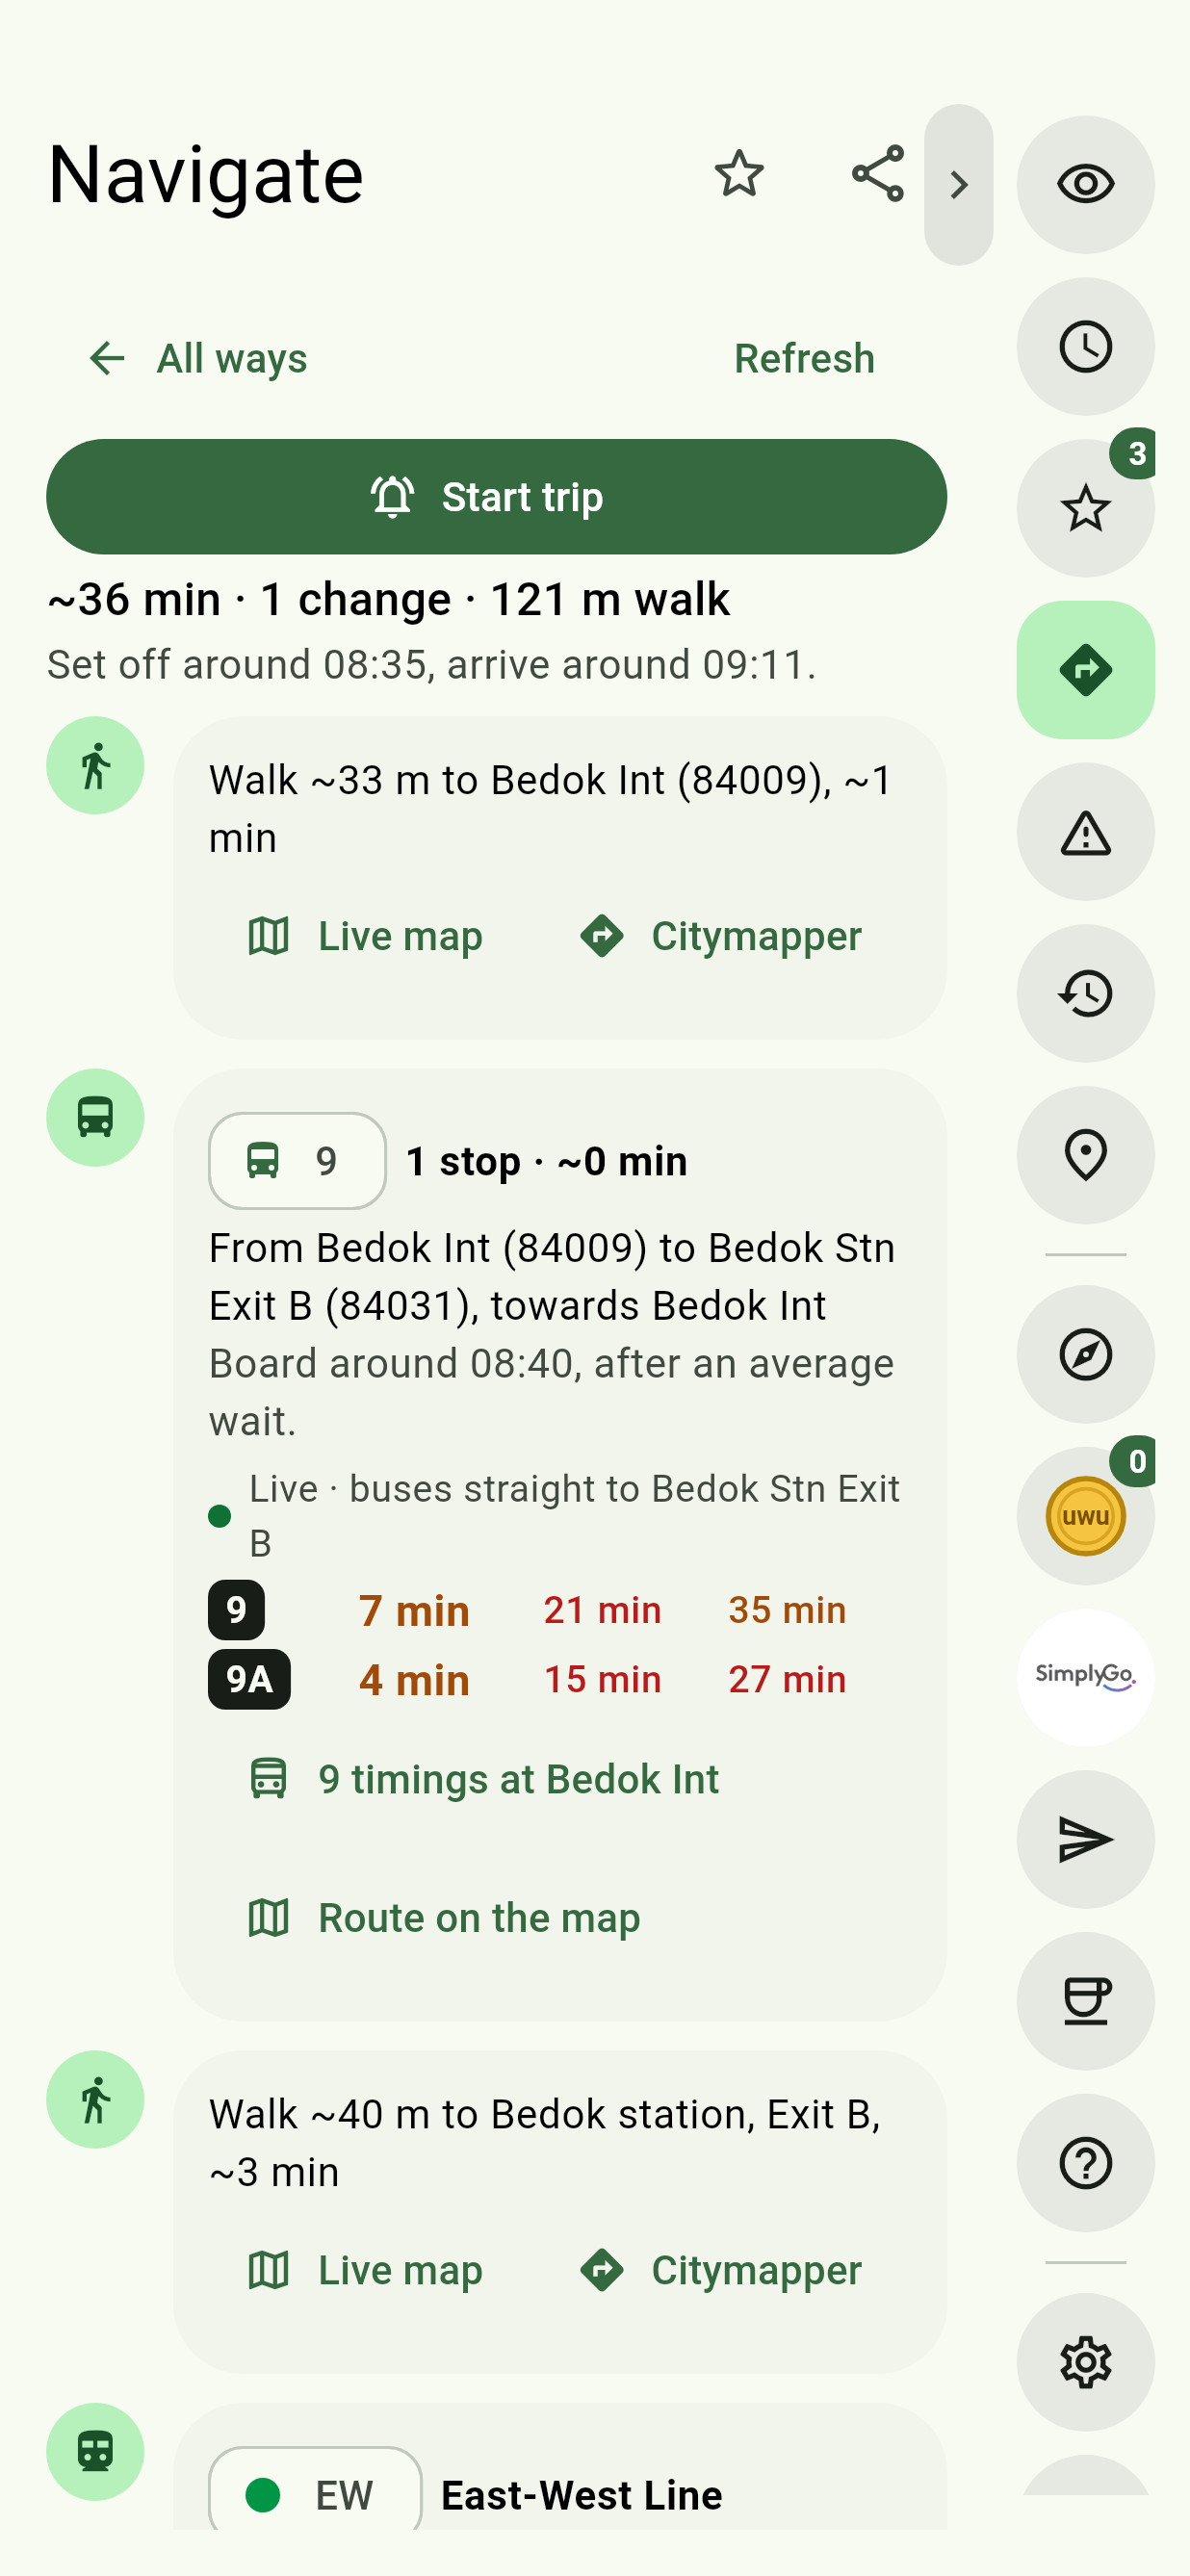 Navigate
All ways
Refresh
Start trip
3
~36 min · 1 change · 121 m walk
Set off around 08:35, arrive around 09:11.
Walk ~33 m to Bedok Int (84009), ~1
min
Live map
Citymapper
9
1 stop · ~0 min
From Bedok Int (84009) to Bedok Stn
Exit B (84031), towards Bedok Int
Board around 08:40, after an average
wait.
0
uwu
Live · buses straight to Bedok Stn Exit
B
9 7 min 21 min 35 min
9A 4 min 15 min 27 min
SimplyGo
9 timings at Bedok Int
Route on the map
Walk ~40 m to Bedok station, Exit B,
~3 min
Live map
Citymapper
EW
East-West Line